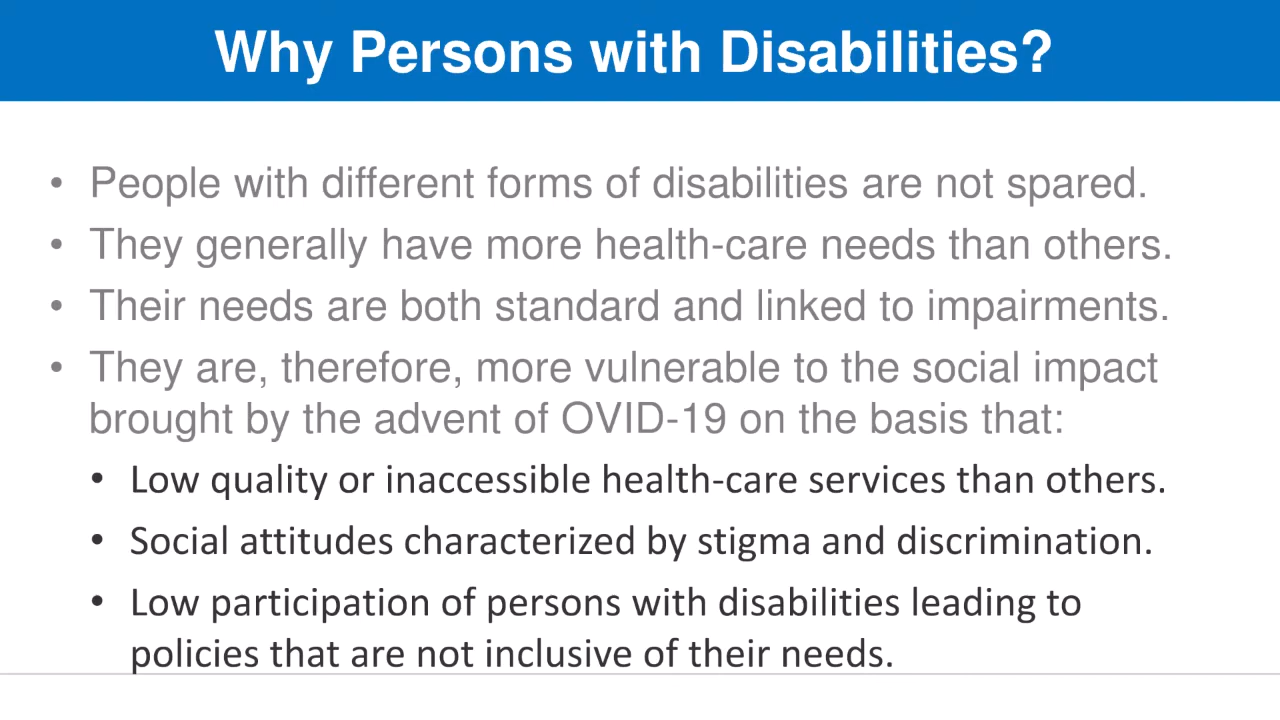 Why Persons with Disabilities?
• People with different forms of disabilities are not spared.
• They generally have more health-care needs than others.
• Their needs are both standard and linked to impairments.
• They are, therefore, more vulnerable to the social impact
brought by the advent of OVID-19 on the basis that:
• Low quality or inaccessible health-care services than others.
• Social attitudes characterized by stigma and discrimination.
• Low participation of persons with disabilities leading to
policies that are not inclusive of their needs.